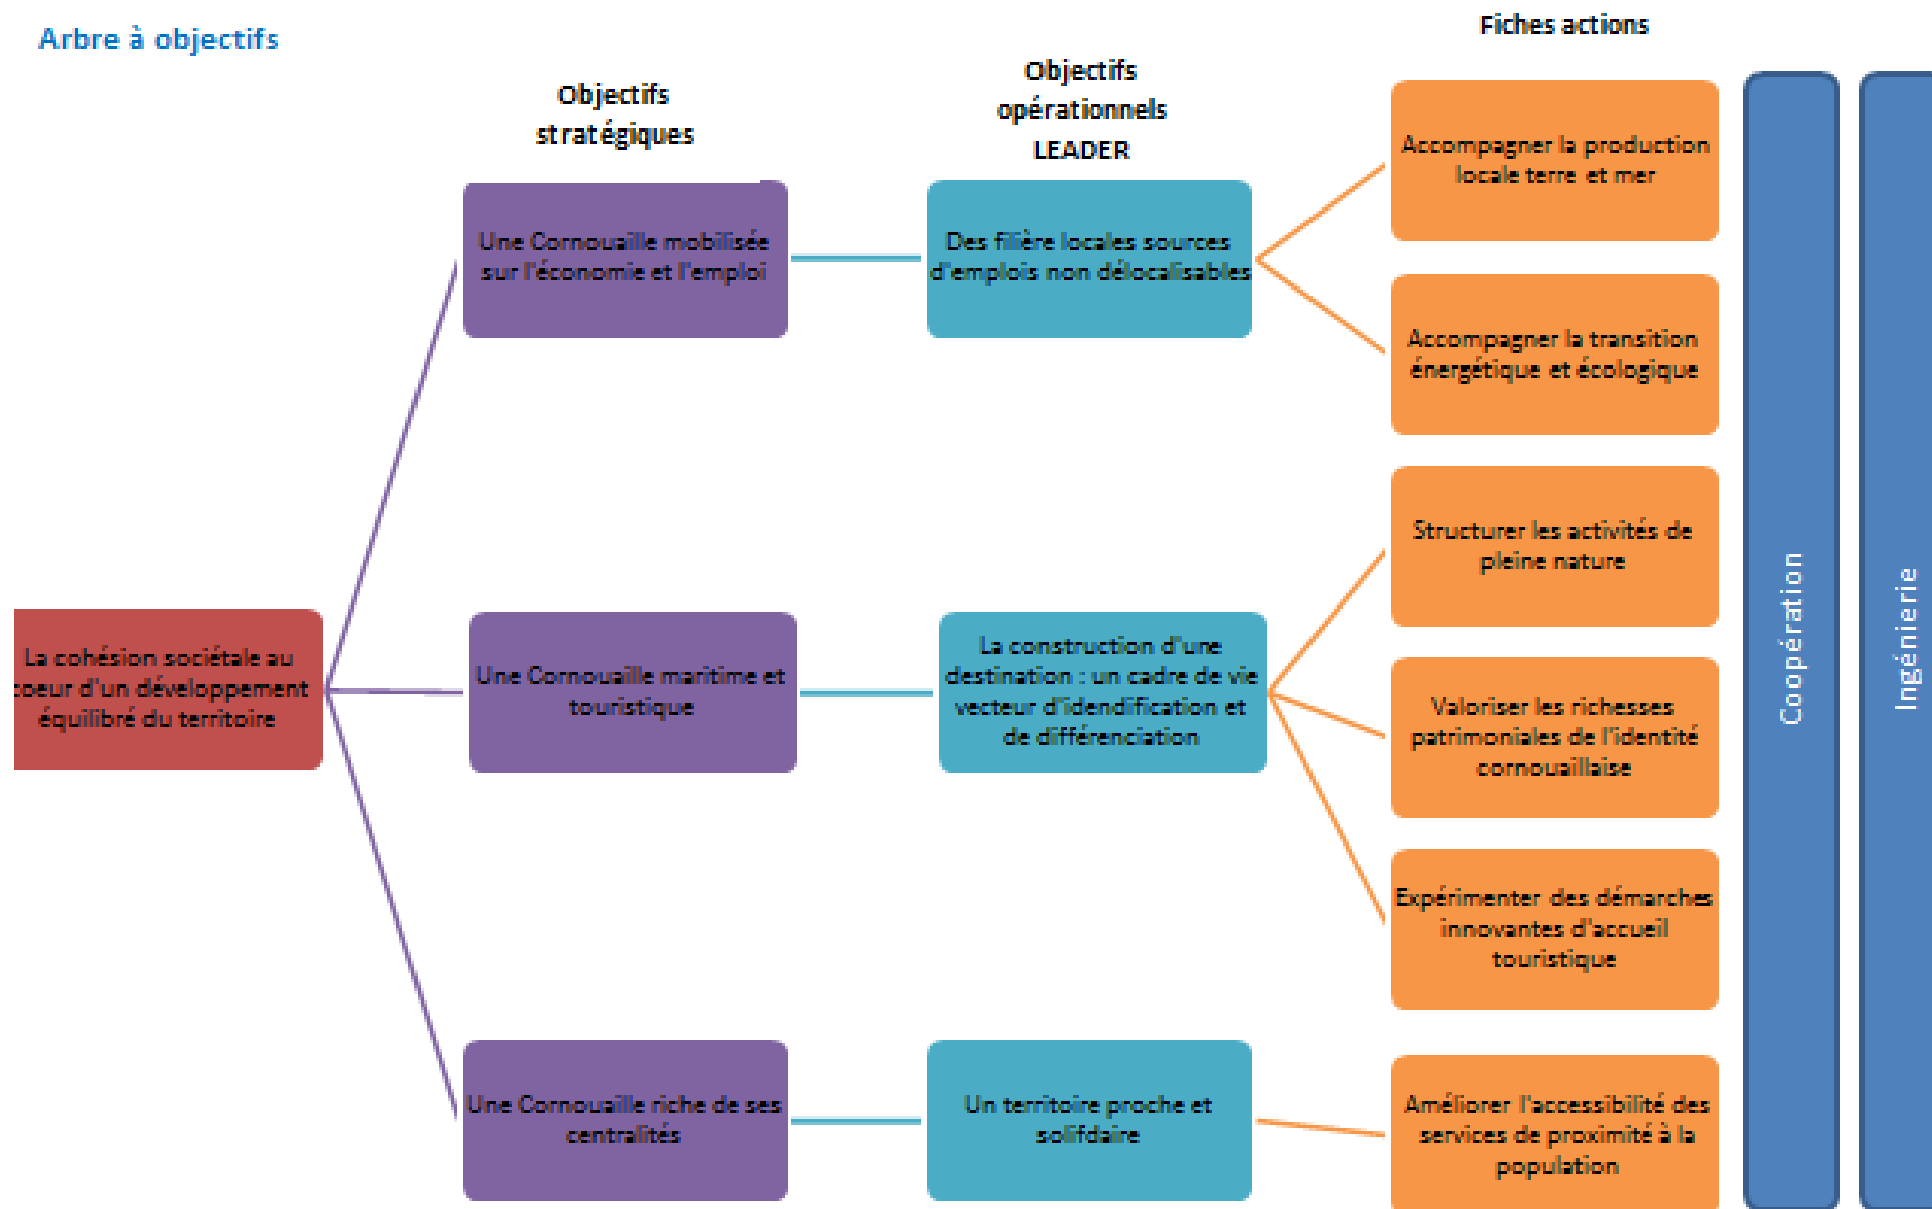 Arbre à objectifs
Objectifs
stratégiques
Objectifs
opérationnels
LEADER
Fiches actions
La cohésion sociétale au
coeur d'un développement
équilibré du territoire
Une Cornouaille mobilisée
sur l'économie et l'emploi
Des filière locales sources
d'emplois non délocalisables
Accompagner la production
locale terre et mer
Accompagner la transition
énergétique et écologique
Une Cornouaille maritime et
touristique
La construction d'une
destination : un cadre de vie
vecteur d'idendification et
de différenciation
Structurer les activités de
pleine nature
Valoriser les richesses
patrimoniales de l'identité
cornouaillaise
Expérimenter des démarches
innovantes d'accueil
touristique
Une Cornouaille riche de ses
centralités
Un territoire proche et
solifdaire
Améliorer l'accessibilité des
services de proximité à la
population
Coopération
Ingénierie